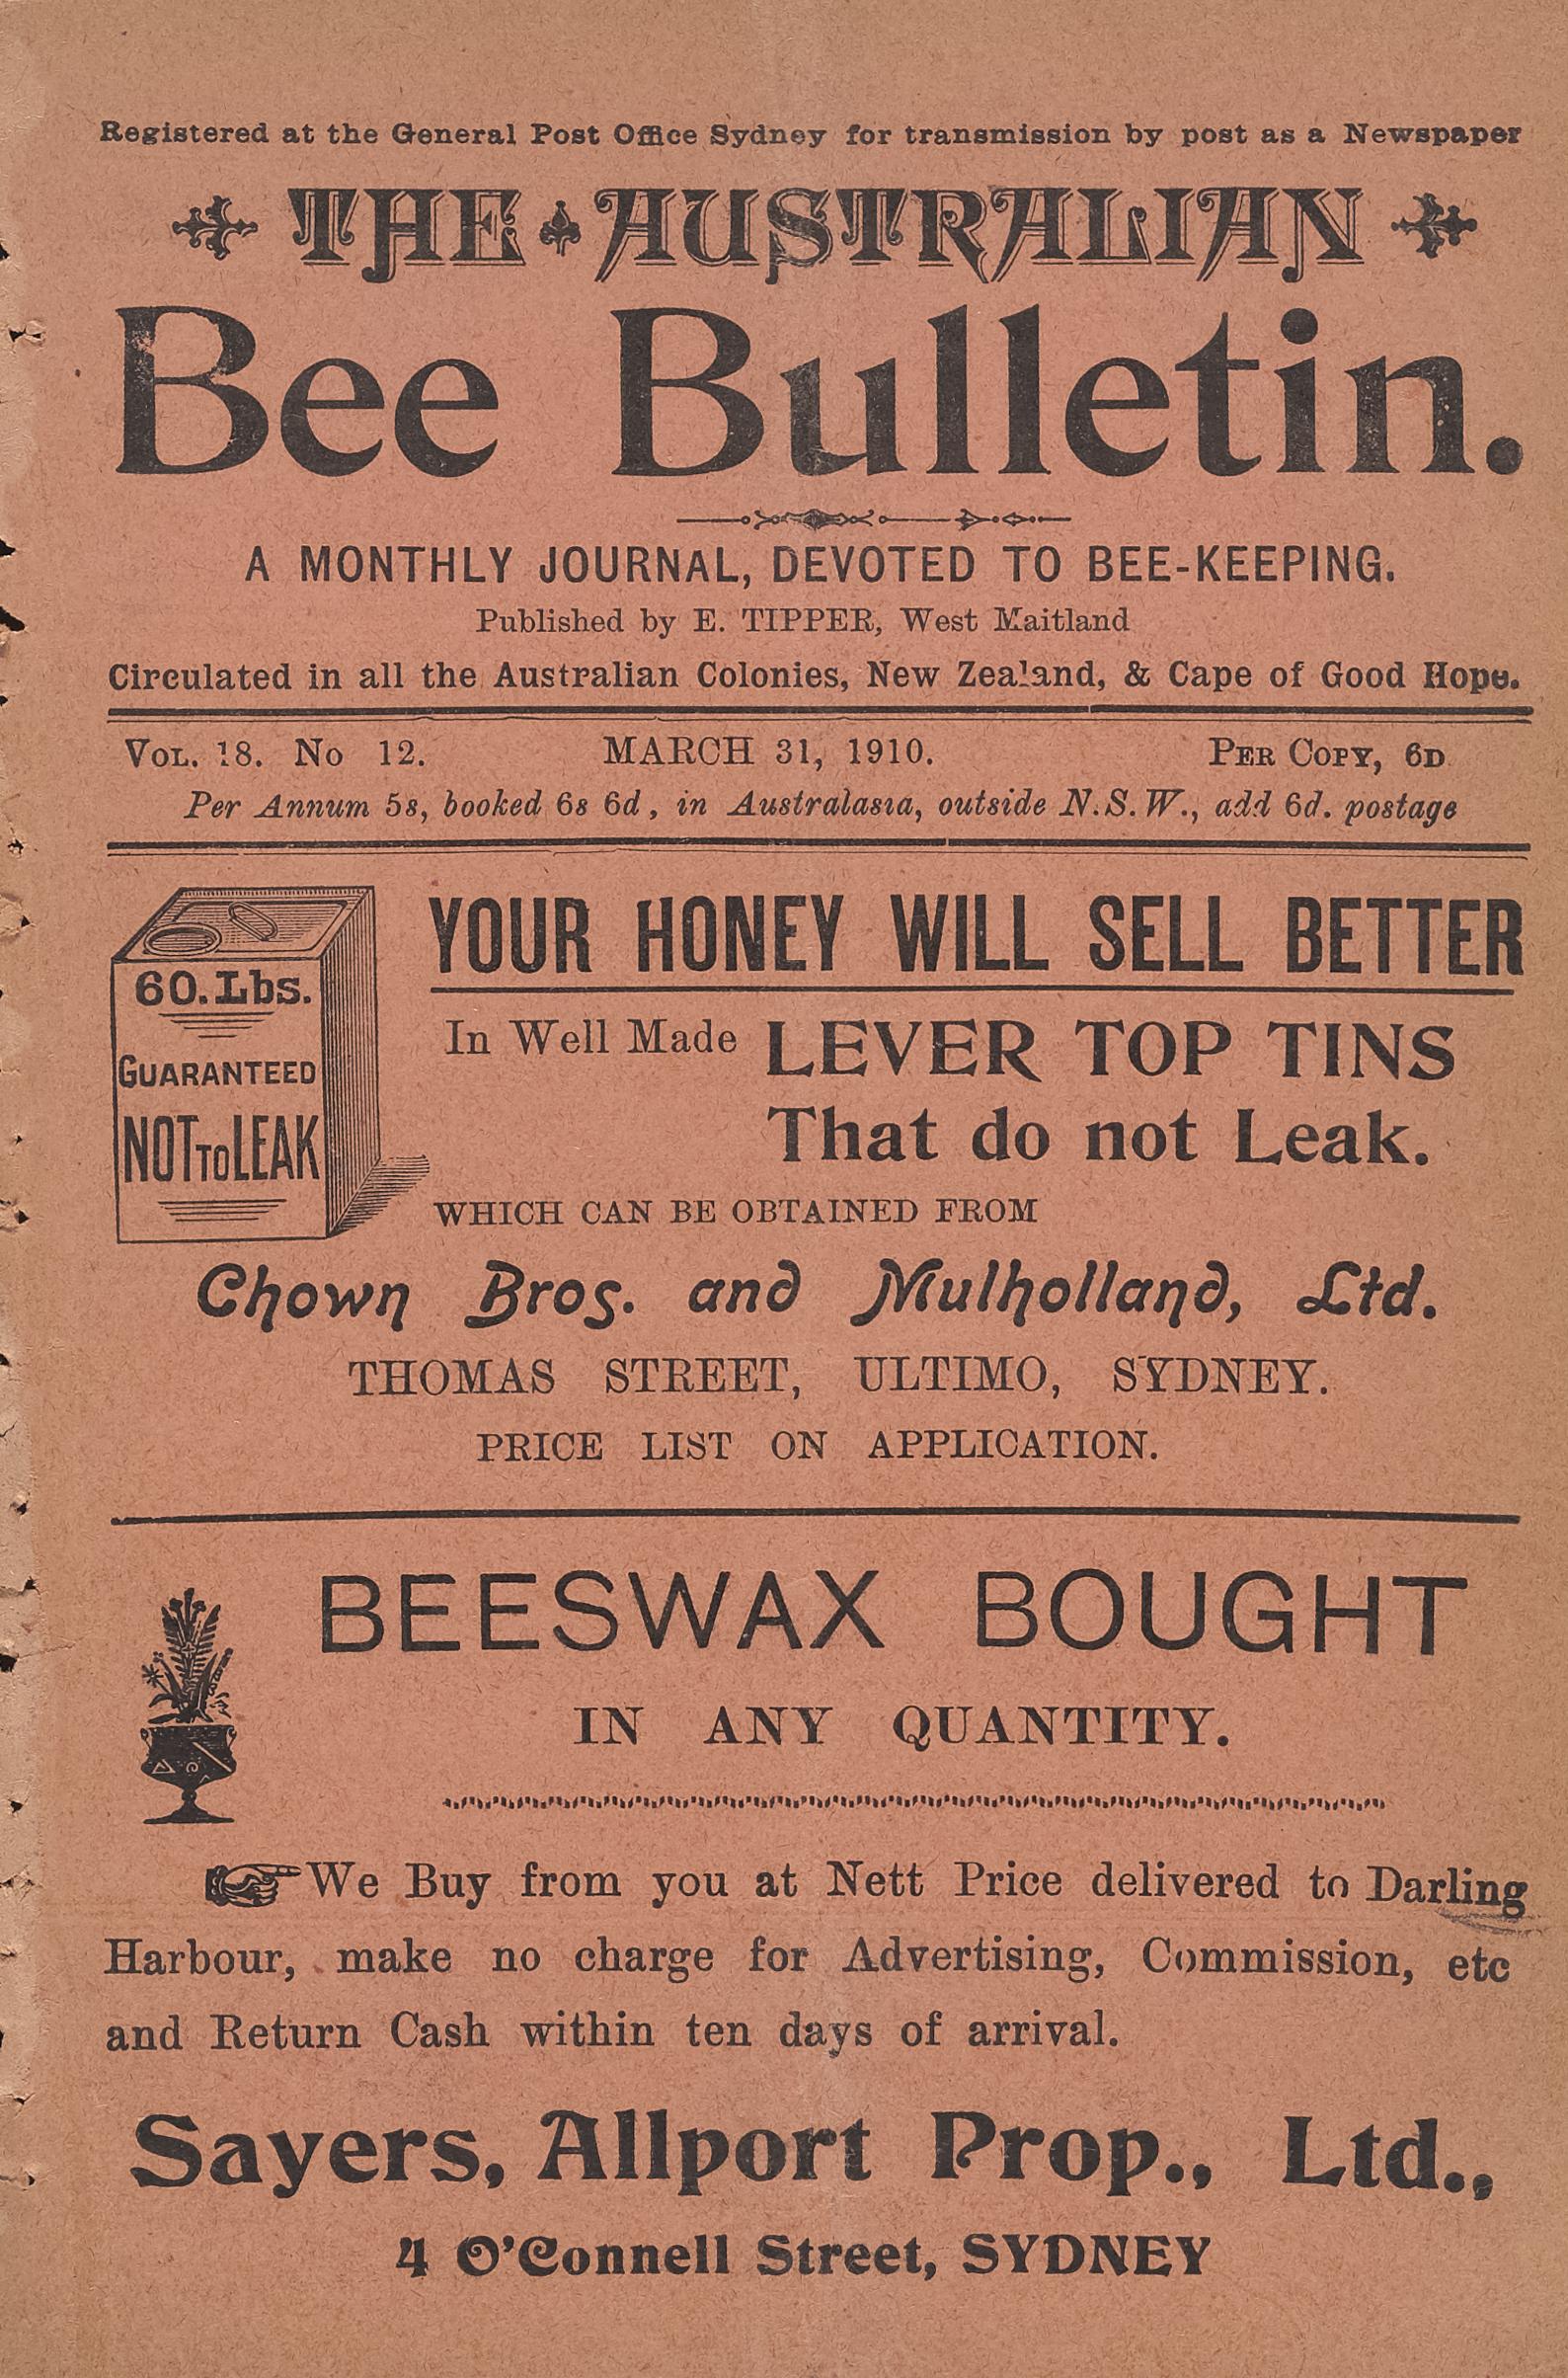 Registered at the General Post Office Sydney for transmission by post as a Newspaper
THE AUSTRALIAN
Bee Bulletin.
A MONTHLY JOURNAL, DEVOTED TO BEE-KEEPING.
Published by E. TIPPER, West Maitland
Circulated in all the Australian Colonies, New Zealand, & Cape of Good Hope.
VOL. 18. No 12. MARCH 31, 1910. PER COPY, 6D
Per Annum 5s, booked 6s 6d, in Australasia, outside N.S.W., add 6d. postage
60.Lbs.
GUARANTEED
NOT TO LEAK
YOUR HONEY WILL SELL BETTER
In Well Made LEVER TOP TINS
That do not Leak.
WHICH CAN BE OBTAINED FROM
Chown Bros. and Mulholland, Ltd.
THOMAS STREET, ULTIMO, SYDNEY.
PRICE LIST ON APPLICATION.
BEESWAX BOUGHT
IN ANY QUANTITY.
We Buy from you at Nett Price delivered to Darling
Harbour, make no charge for Advertising, Commission, etc
and Return Cash within ten days of arrival.
Sayers, Allport Prop., Ltd.,
4 O'Connell Street, SYDNEY